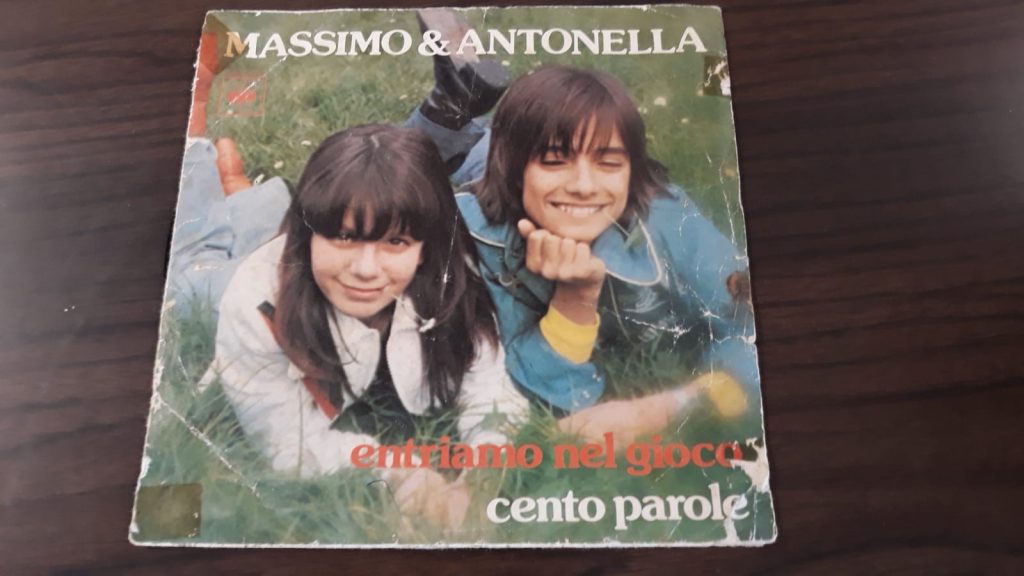 MASSIMO & ANTONELLA
entriamo nel gioco
cento parole